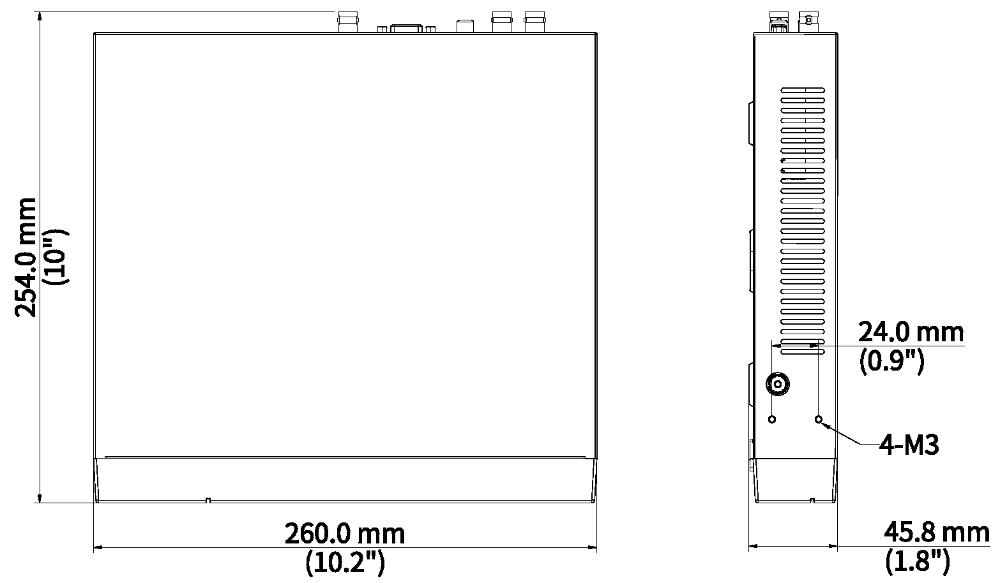 254.0 mm
(10")
260.0 mm
(10.2")
24.0 mm
(0.9")
4-M3
45.8 mm
(1.8")